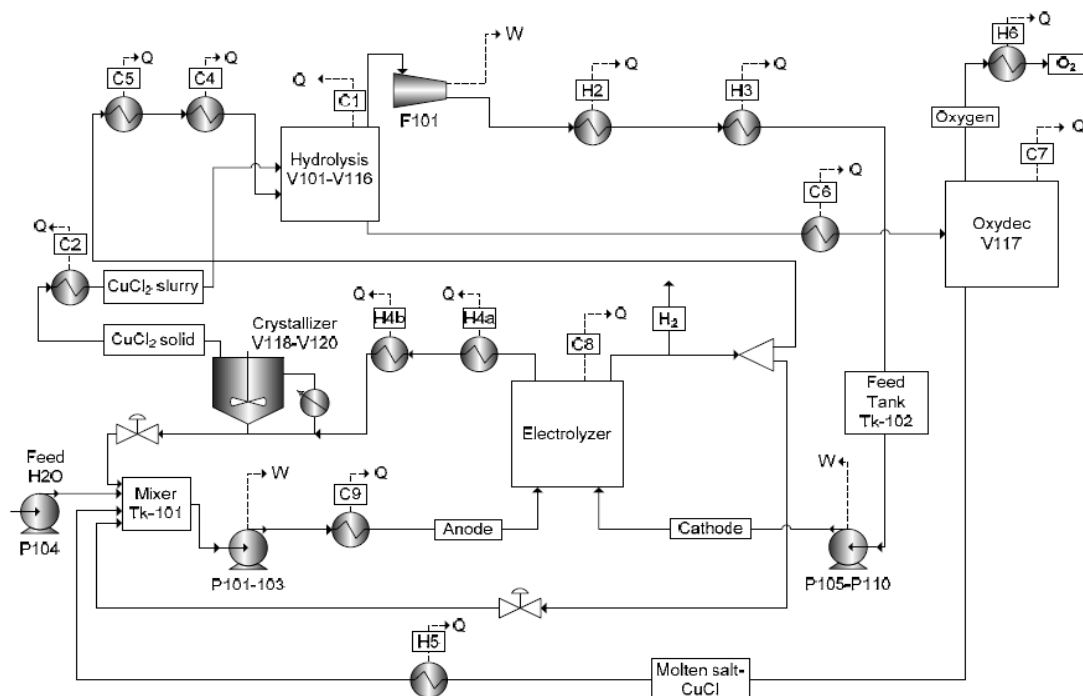 H6
Q
O₂
C5
Q
C4
Q
Q
C1
W
F101
H2
Q
H3
Q
Oxygen
C7
Q
Hydrolysis
V101-V116
C6
Q
Oxydec
V117
Q
C2
CuCl₂ slurry
CuCl₂ solid
Crystallizer
V118-V120
Q
H4b
Q
H4a
C8
Q
H₂
Electrolyzer
Feed
Tank
Tk-102
Feed
H2O
P104
Mixer
Tk-101
W
P101-103
C9
Q
Anode
Cathode
W
P105-P110
H5
Q
Molten salt-
CuCl